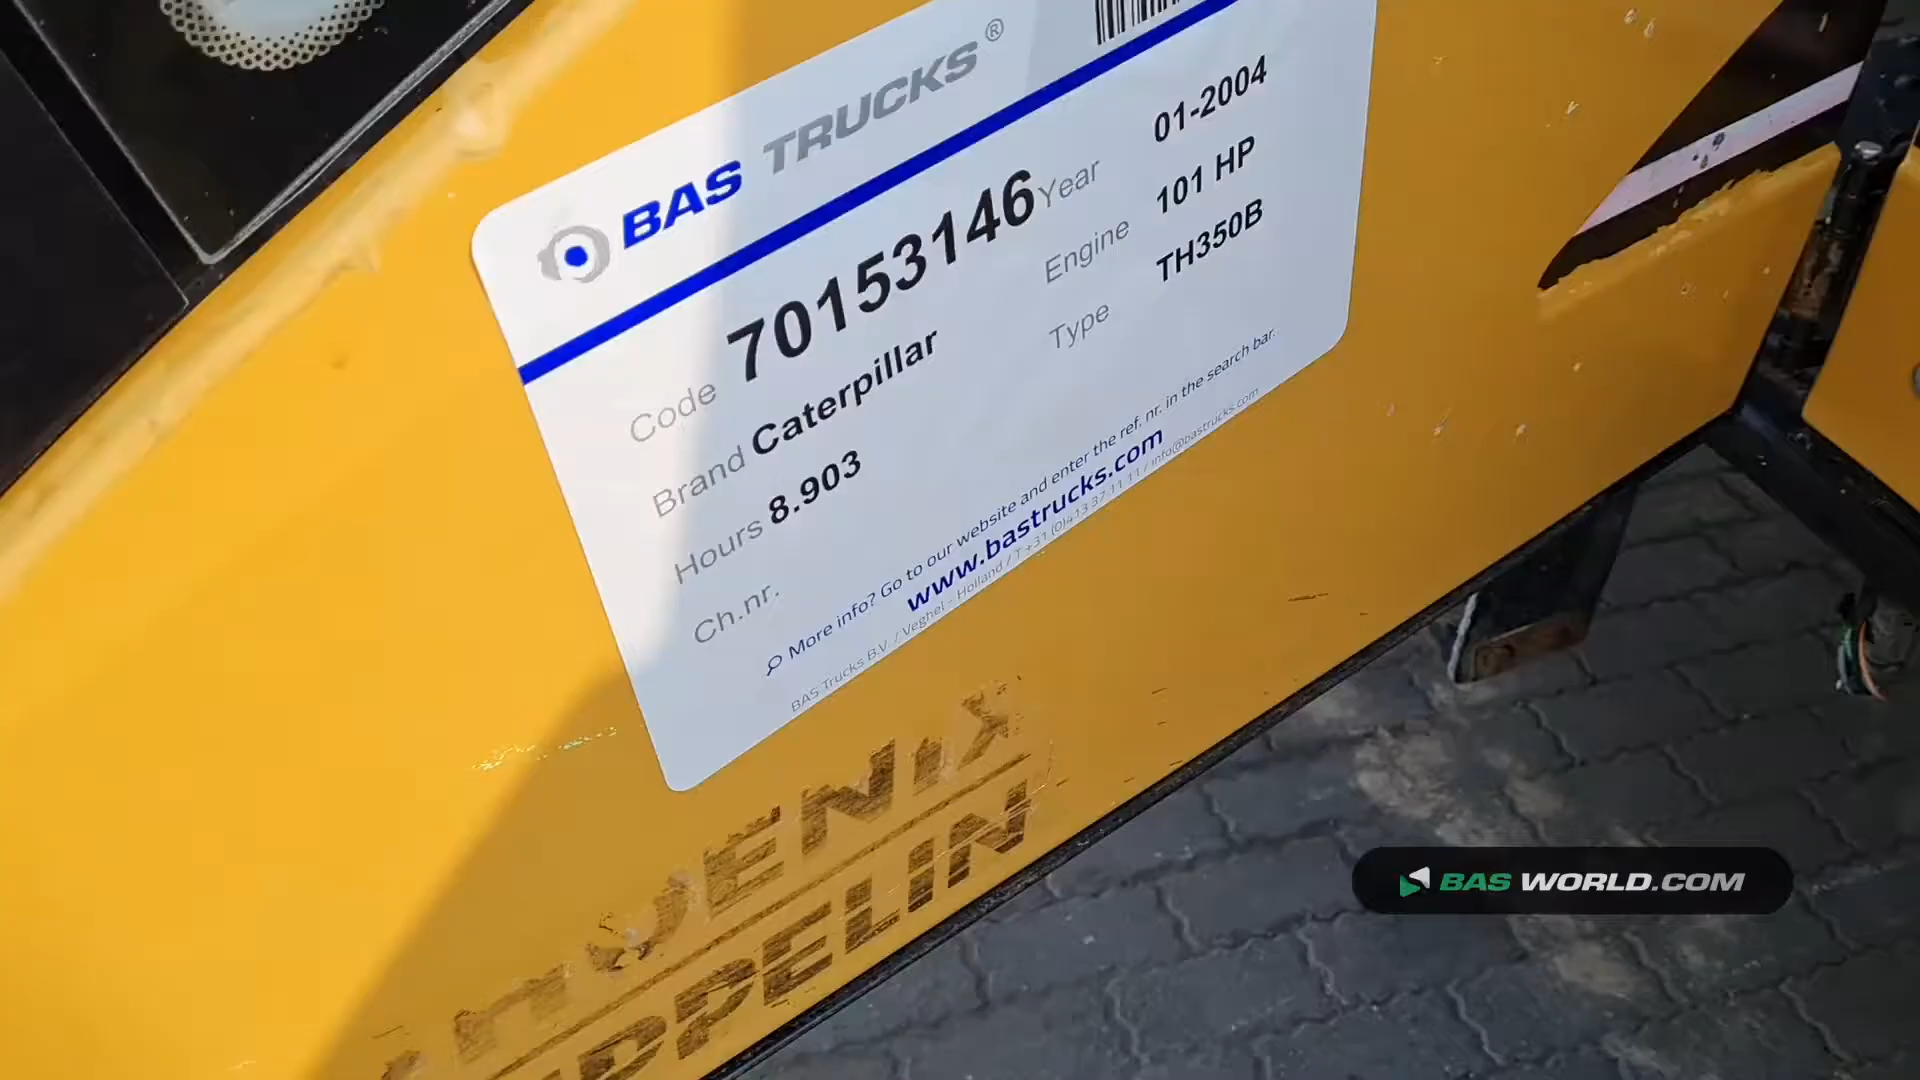 BAS TRUCKS®
Code 70153146
Year 01-2004
Brand Caterpillar
Engine 101 HP
Hours 8.903
Type TH350B
Ch.nr.
More info? Go to our website and enter the ref. nr. in the search bar.
www.bastrucks.com
BAS Trucks B.V. / Veghel - Holland / T +31 (0)413 37 11 11 / info@bastrucks.com
BAS WORLD.COM